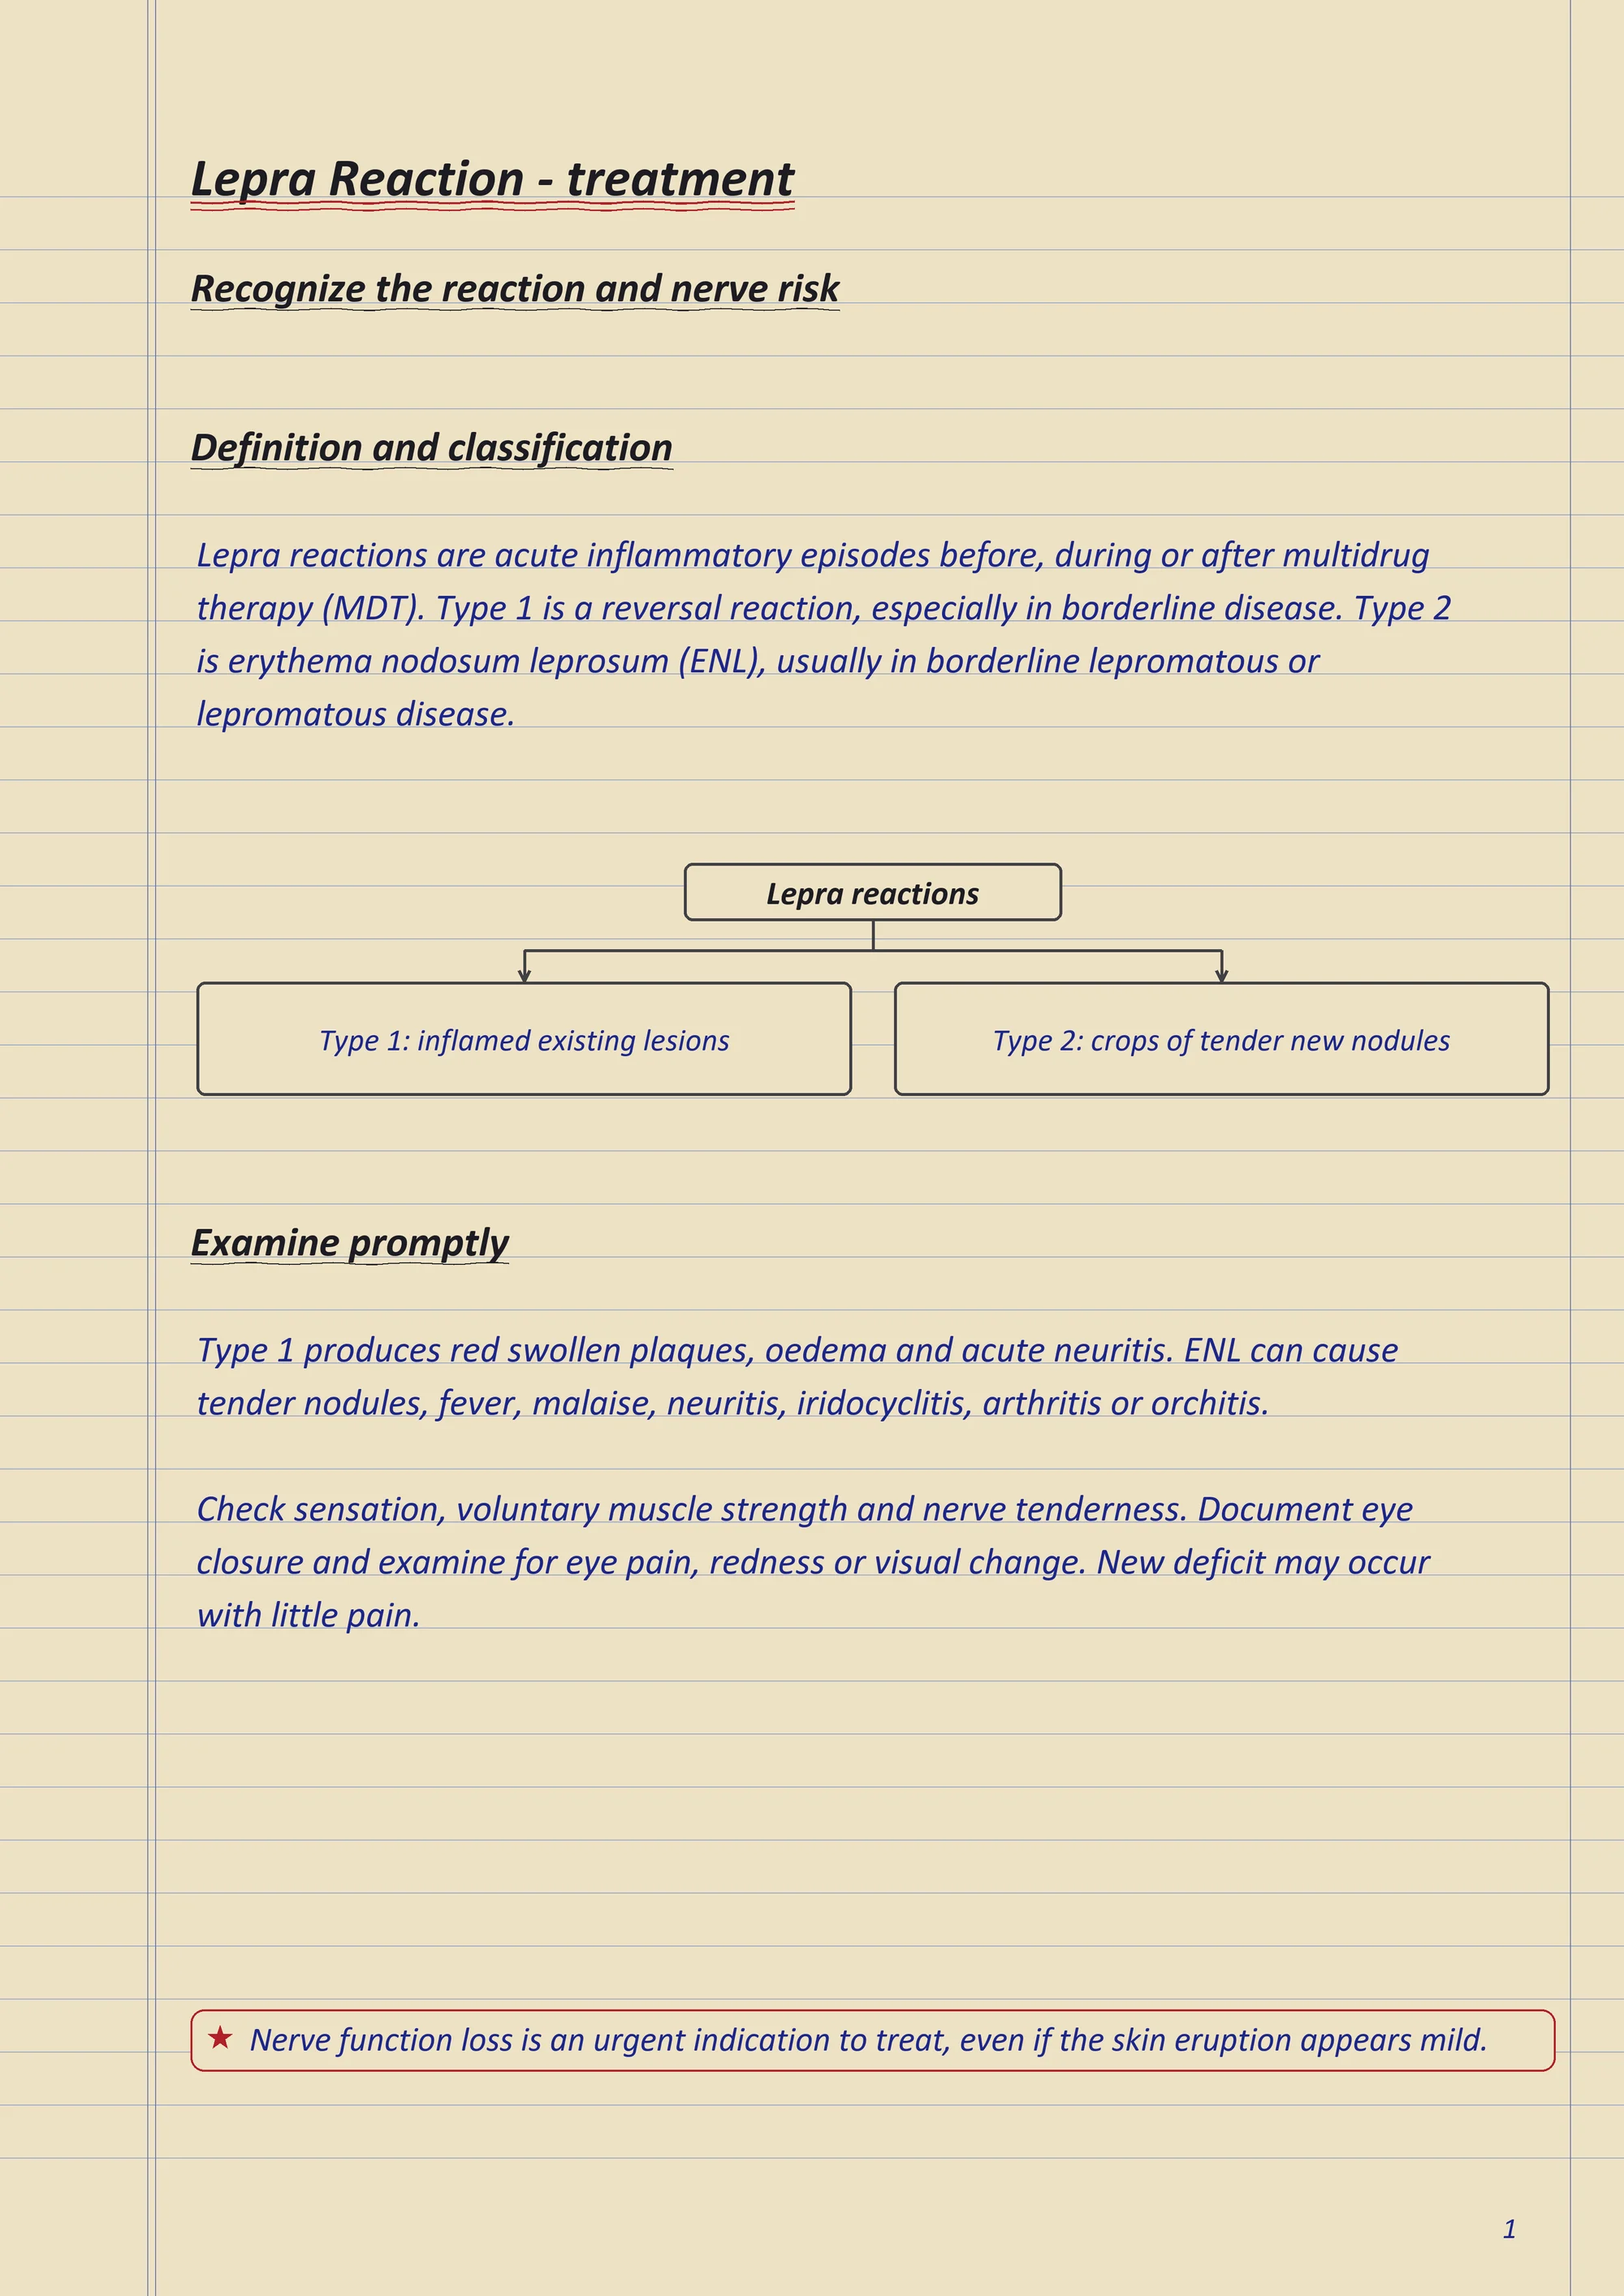 Lepra Reaction - treatment
Recognize the reaction and nerve risk
Definition and classification
Lepra reactions are acute inflammatory episodes before, during or after multidrug
therapy (MDT). Type 1 is a reversal reaction, especially in borderline disease. Type 2
is erythema nodosum leprosum (ENL), usually in borderline lepromatous or
lepromatous disease.
Lepra reactions
Type 1: inflamed existing lesions
Type 2: crops of tender new nodules
Examine promptly
Type 1 produces red swollen plaques, oedema and acute neuritis. ENL can cause
tender nodules, fever, malaise, neuritis, iridocyclitis, arthritis or orchitis.
Check sensation, voluntary muscle strength and nerve tenderness. Document eye
closure and examine for eye pain, redness or visual change. New deficit may occur
with little pain.
★ Nerve function loss is an urgent indication to treat, even if the skin eruption appears mild.
1